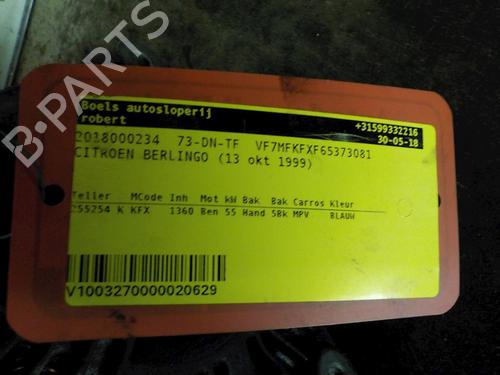 B-PARTS
Boels autosloperij
robert
+31599332216
30-05-18
2018000234 73-DN-TF VF7MFKFXF65373081
CITROEN BERLINGO (13 okt 1999)
Teller MCode Inh Mot kW Bak Bak Carros Kleur
255254 K KFX 1360 Ben 55 Hand 5Bk MPV BLAUW
V1003270000020629